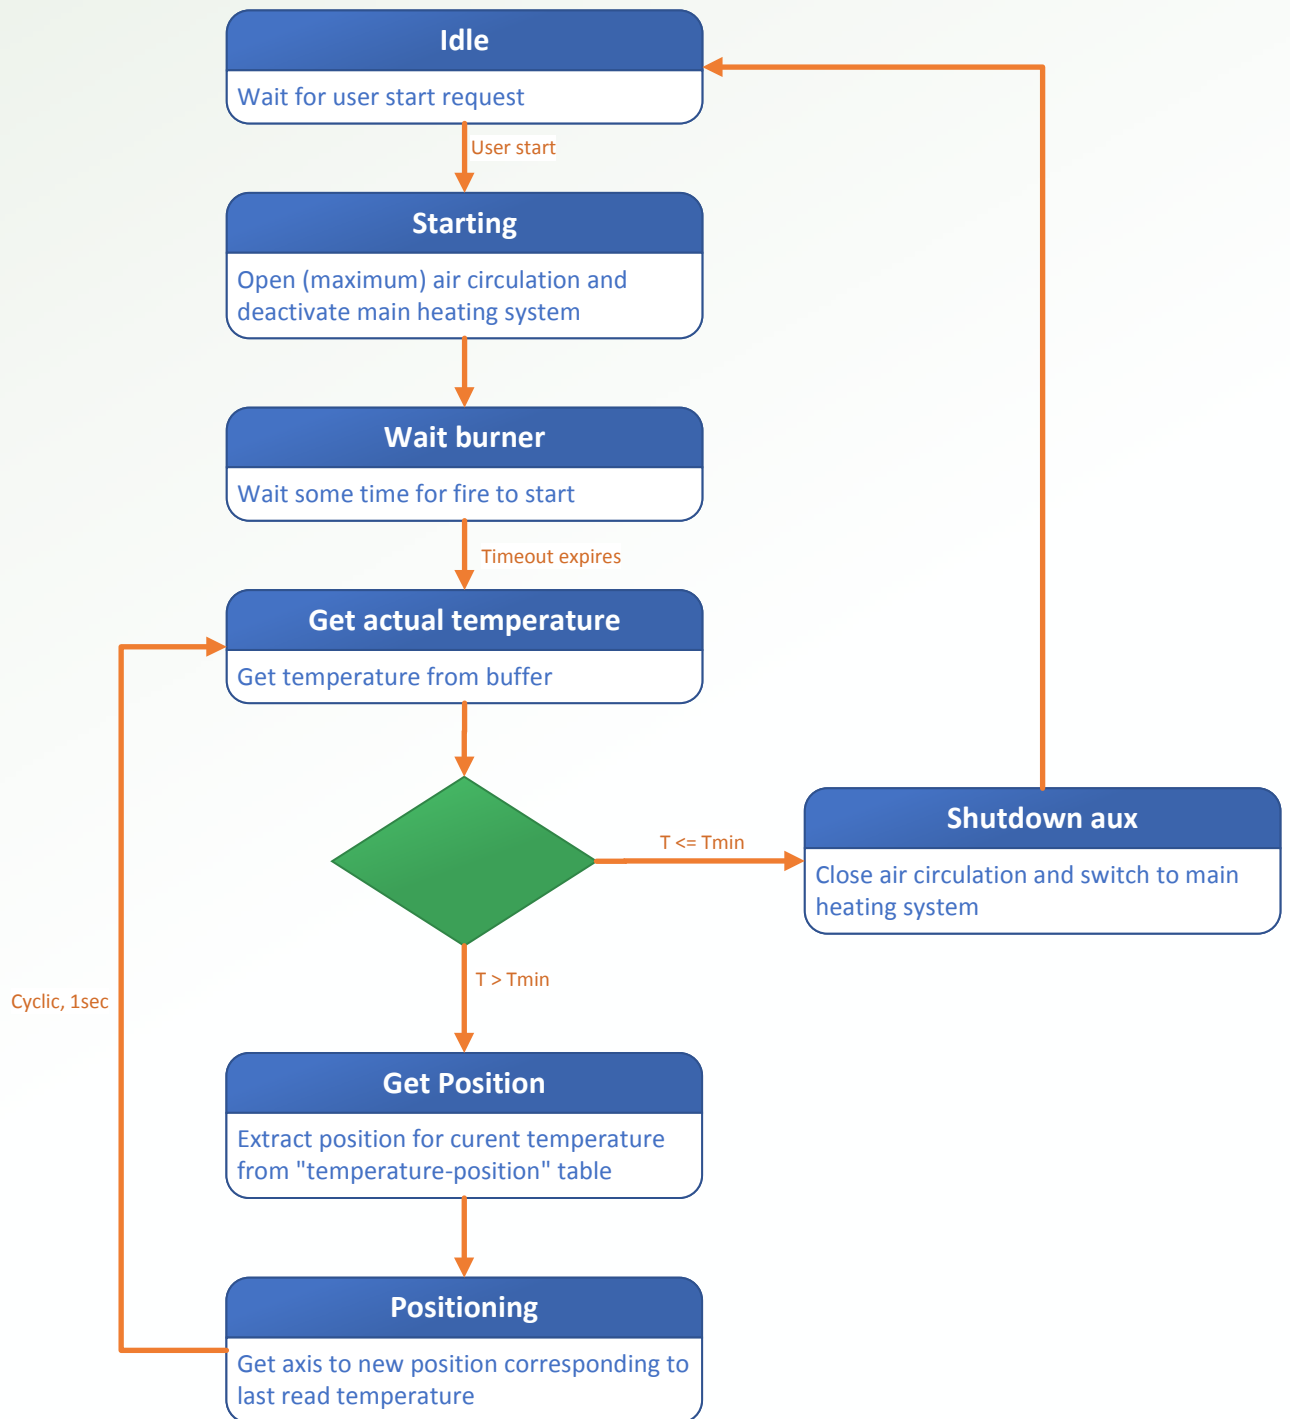 Idle
Wait for user start request
User start
Starting
Open (maximum) air circulation and
deactivate main heating system
Wait burner
Wait some time for fire to start
Timeout expires
Get actual temperature
Get temperature from buffer
T <= Tmin
Shutdown aux
Close air circulation and switch to main
heating system
T > Tmin
Cyclic, 1sec
Get Position
Extract position for curent temperature
from "temperature-position" table
Positioning
Get axis to new position corresponding to
last read temperature